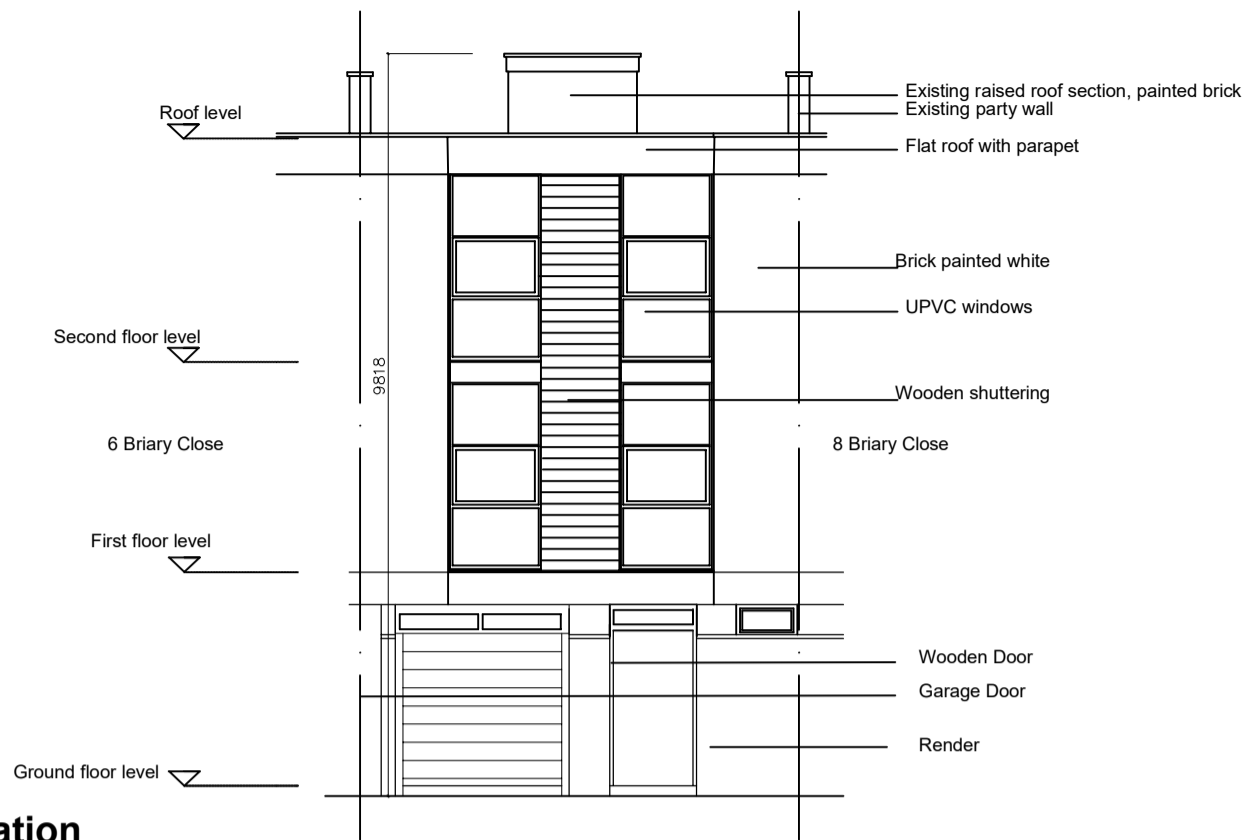 Existing raised roof section, painted brick
Existing party wall
Roof level
Flat roof with parapet
Brick painted white
UPVC windows
Second floor level
9818
Wooden shuttering
6 Briary Close
8 Briary Close
First floor level
Wooden Door
Garage Door
Render
Ground floor level
ation